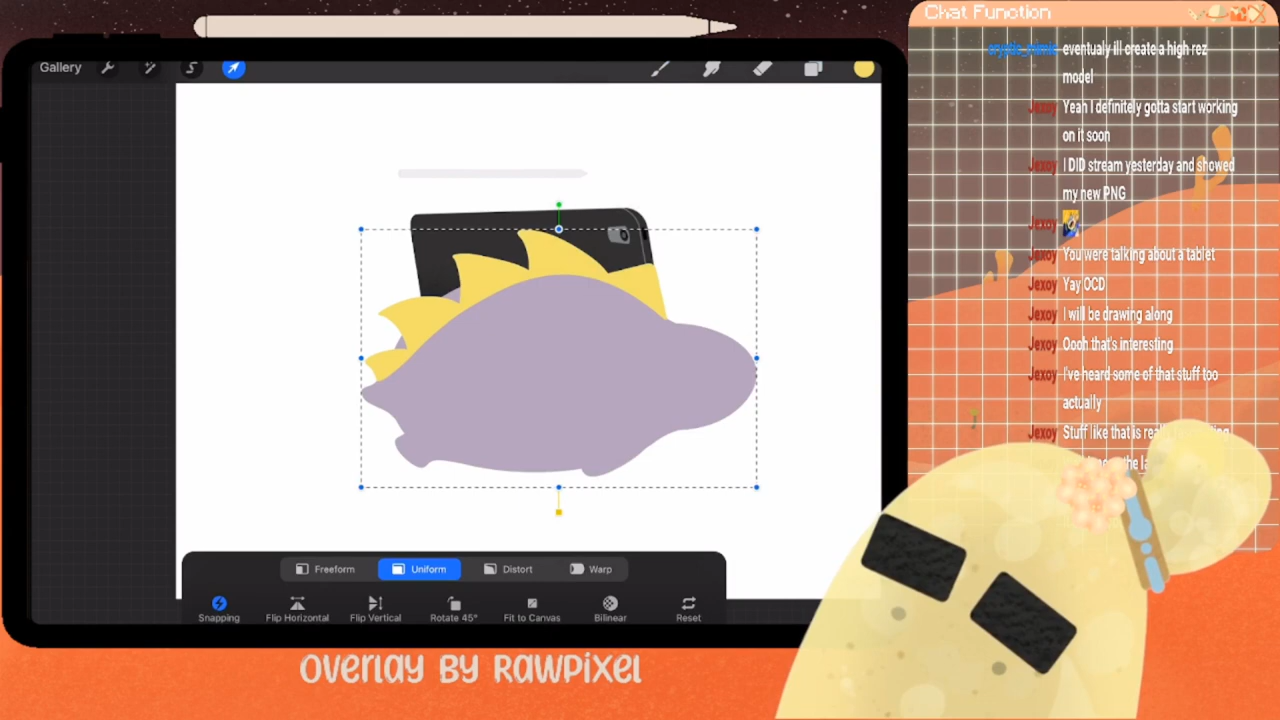 Chat Function
Gallery
cryptic_mimic eventualy ill create a high rez
model
Jexoy Yeah I definitely gotta start working
on it soon
Jexoy I DID stream yesterday and showed
my new PNG
Jexoy
Jexoy You were talking about a tablet
Jexoy Yay OCD
Jexoy I will be drawing along
Jexoy Oooh that's interesting
Jexoy I've heard some of that stuff too
actually
Jexoy Stuff like that is
the
Freeform Uniform Distort Warp
Snapping Flip Horizontal Flip Vertical Rotate 45° Fit to Canvas Bilinear Reset
Overlay by Rawpixel